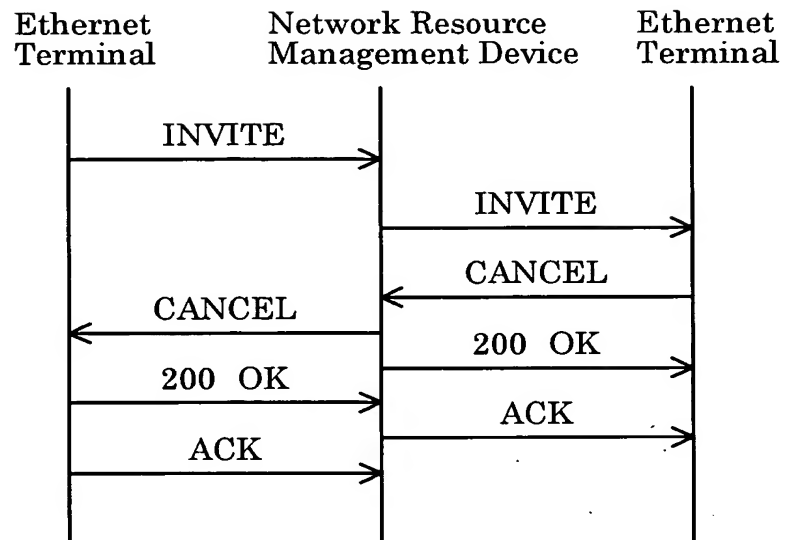 Ethernet
Terminal
Network Resource
Management Device
Ethernet
Terminal
INVITE
INVITE
CANCEL
CANCEL
200 OK
200 OK
ACK
ACK